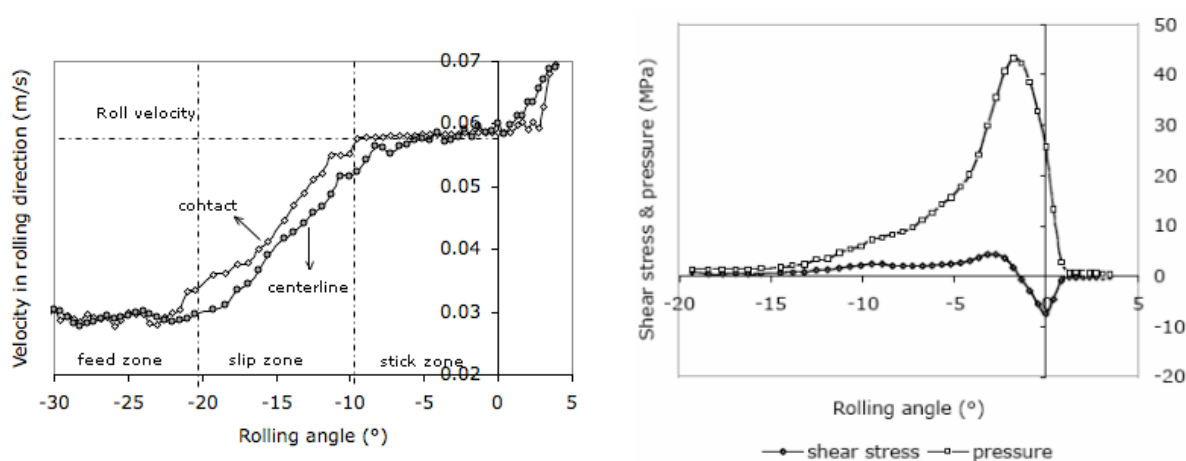 Velocity in rolling direction (m/s)
0.07
Roll velocity
0.06
0.05
contact
0.04
centerline
0.03
feed zone slip zone stick zone
0.02
-30 -25 -20 -15 -10 -5 0 5
Rolling angle (°)
Shear stress & pressure (MPa)
50
40
30
20
10
0
-20 -15 -10 -5 0 5
-10
-20
Rolling angle (°)
shear stress pressure